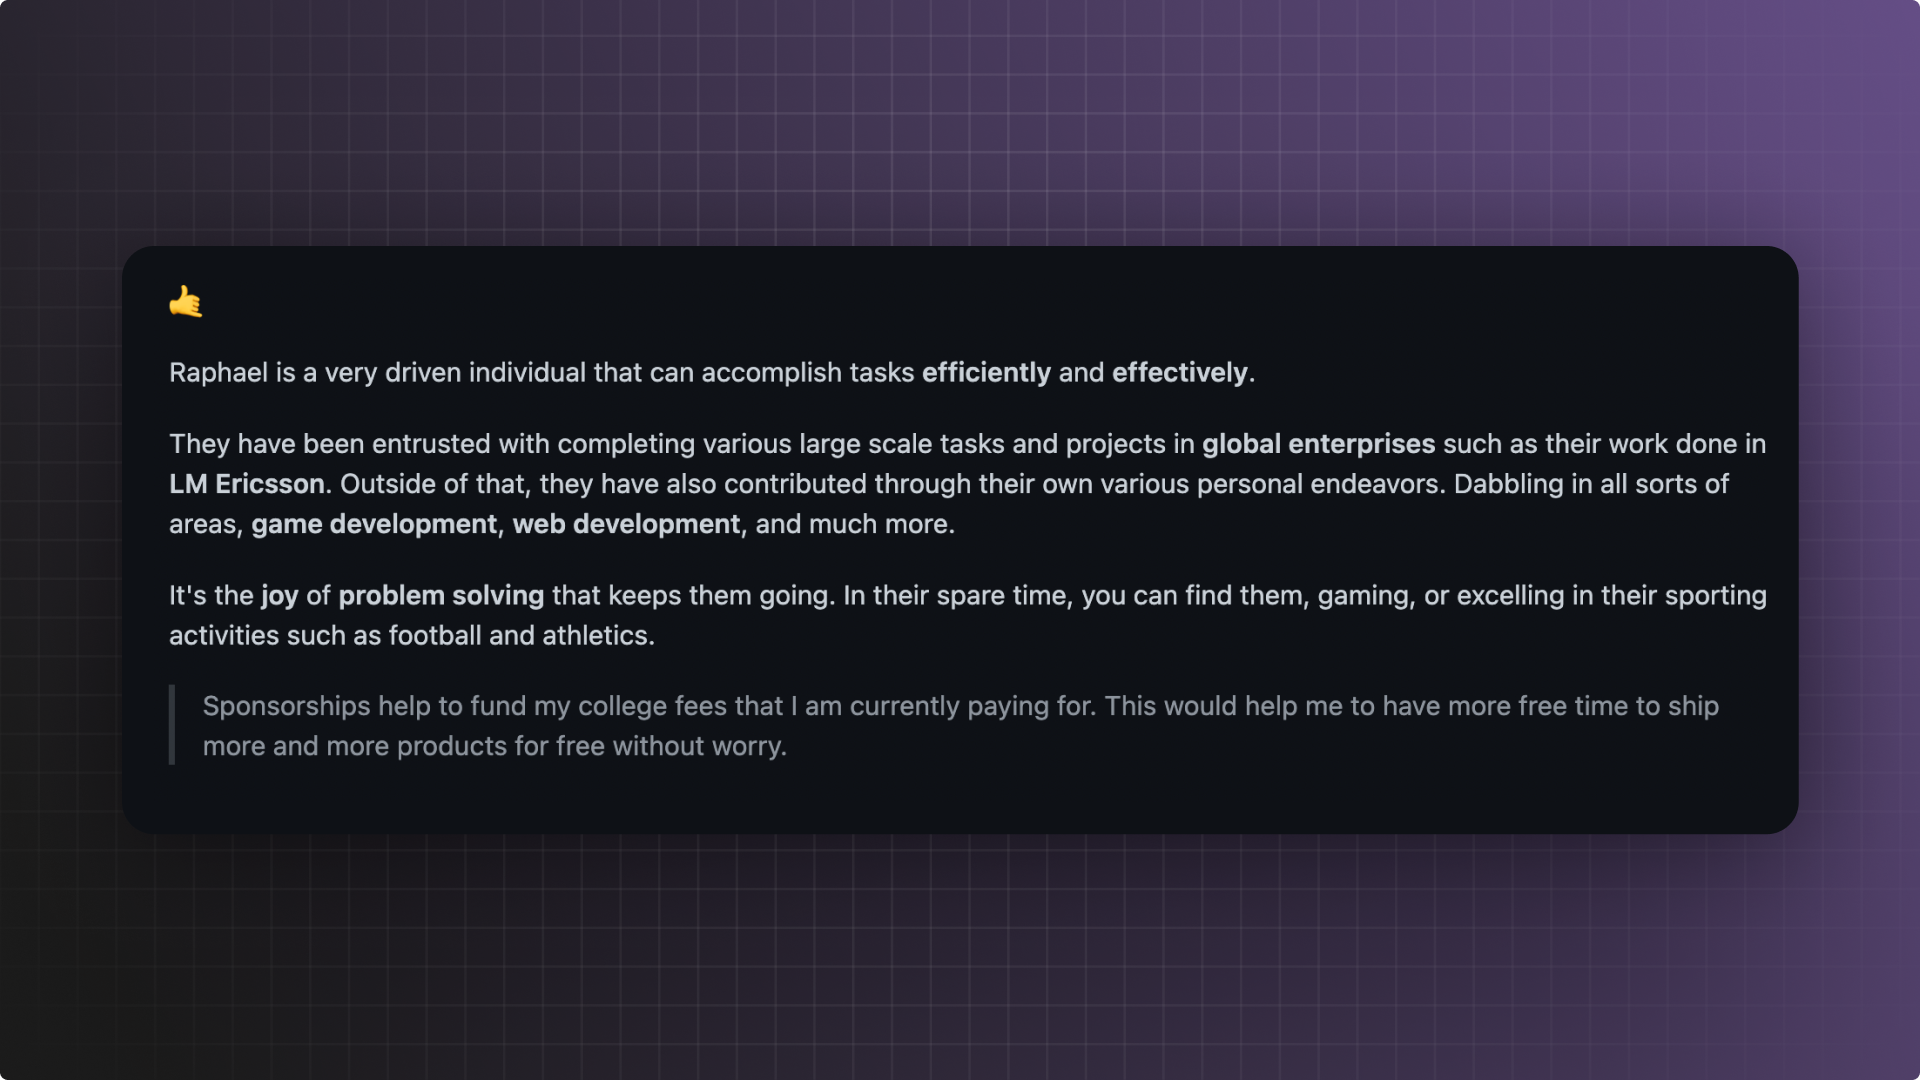 🤙
Raphael is a very driven individual that can accomplish tasks efficiently and effectively.
They have been entrusted with completing various large scale tasks and projects in global enterprises such as their work done in
LM Ericsson. Outside of that, they have also contributed through their own various personal endeavors. Dabbling in all sorts of
areas, game development, web development, and much more.
It's the joy of problem solving that keeps them going. In their spare time, you can find them, gaming, or excelling in their sporting
activities such as football and athletics.
Sponsorships help to fund my college fees that I am currently paying for. This would help me to have more free time to ship
more and more products for free without worry.